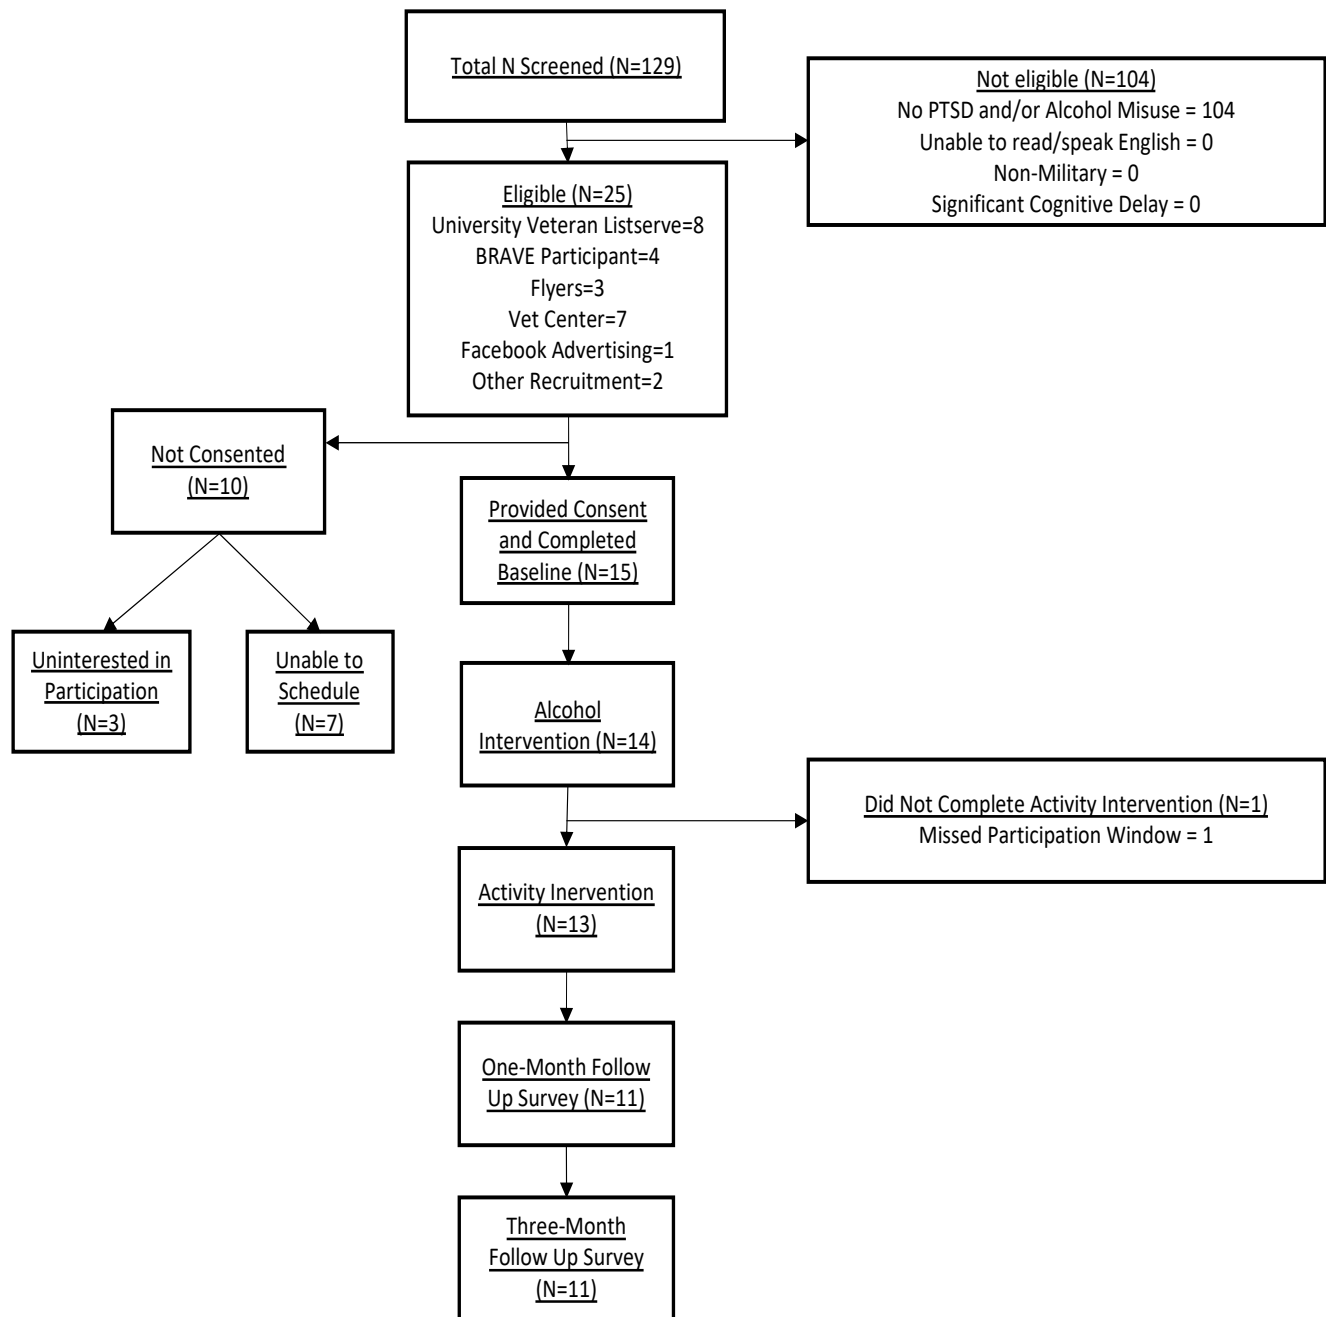 Total N Screened (N=129)
Not eligible (N=104)
No PTSD and/or Alcohol Misuse = 104
Unable to read/speak English = 0
Non-Military = 0
Significant Cognitive Delay = 0
Eligible (N=25)
University Veteran Listserve=8
BRAVE Participant=4
Flyers=3
Vet Center=7
Facebook Advertising=1
Other Recruitment=2
Not Consented
(N=10)
Provided Consent
and Completed
Baseline (N=15)
Uninterested in
Participation
(N=3)
Unable to
Schedule
(N=7)
Alcohol
Intervention (N=14)
Did Not Complete Activity Intervention (N=1)
Missed Participation Window = 1
Activity Inervention
(N=13)
One-Month Follow
Up Survey (N=11)
Three-Month
Follow Up Survey
(N=11)